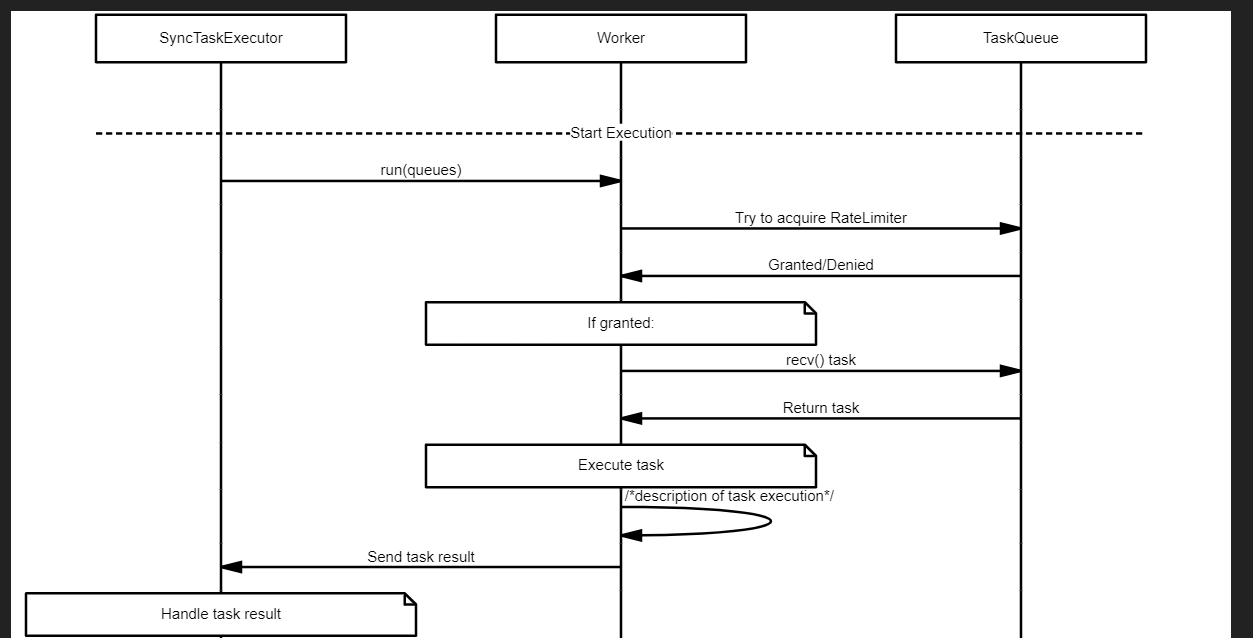 SyncTaskExecutor
Worker
TaskQueue
Start Execution
run(queues)
Try to acquire RateLimiter
Granted/Denied
If granted:
recv() task
Return task
Execute task
/*description of task execution*/
Send task result
Handle task result